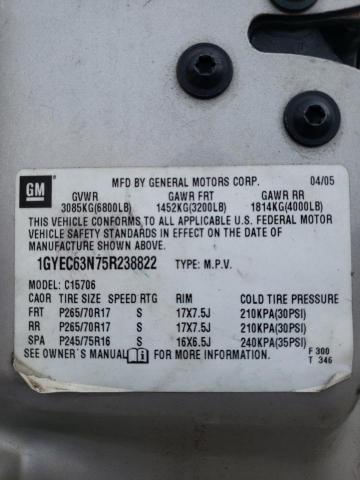 GM
MFD BY GENERAL MOTORS CORP. 04/05
GVWR GAWR FRT GAWR RR
3085KG(6800LB) 1452KG(3200LB) 1814KG(4000LB)
THIS VEHICLE CONFORMS TO ALL APPLICABLE U.S. FEDERAL MOTOR
VEHICLE SAFETY STANDARDS IN EFFECT ON THE DATE OF
MANUFACTURE SHOWN ABOVE.
1GYEC63N75R238822 TYPE: M.P.V.
MODEL: C15706
CAOR TIRE SIZE SPEED RTG RIM COLD TIRE PRESSURE
FRT P265/70R17 S 17X7.5J 210KPA(30PSI)
RR P265/70R17 S 17X7.5J 210KPA(30PSI)
SPA P245/75R16 S 16X6.5J 240KPA(35PSI)
SEE OWNER'S MANUAL FOR MORE INFORMATION F 300
T 346